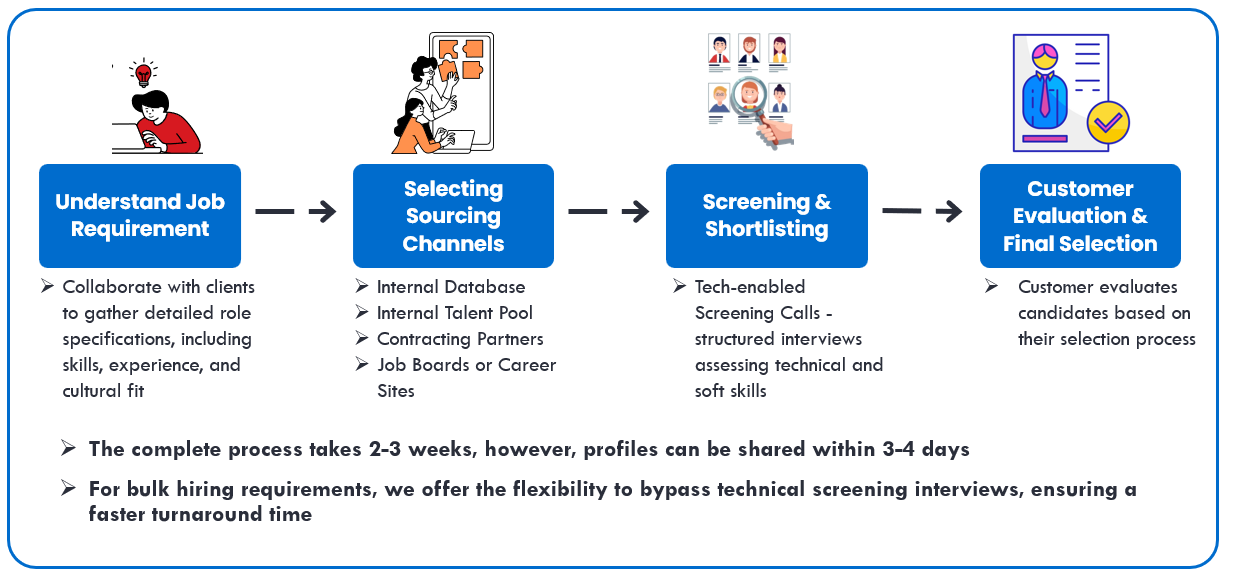 Understand Job
Requirement
Selecting
Sourcing
Channels
Screening &
Shortlisting
Customer
Evaluation &
Final Selection
➢ Collaborate with clients
to gather detailed role
specifications, including
skills, experience, and
cultural fit
➢ Internal Database
➢ Internal Talent Pool
➢ Contracting Partners
➢ Job Boards or Career
Sites
➢ Tech-enabled
Screening Calls -
structured interviews
assessing technical and
soft skills
➢ Customer evaluates
candidates based on
their selection process
➢ The complete process takes 2-3 weeks, however, profiles can be shared within 3-4 days
➢ For bulk hiring requirements, we offer the flexibility to bypass technical screening interviews, ensuring a
faster turnaround time